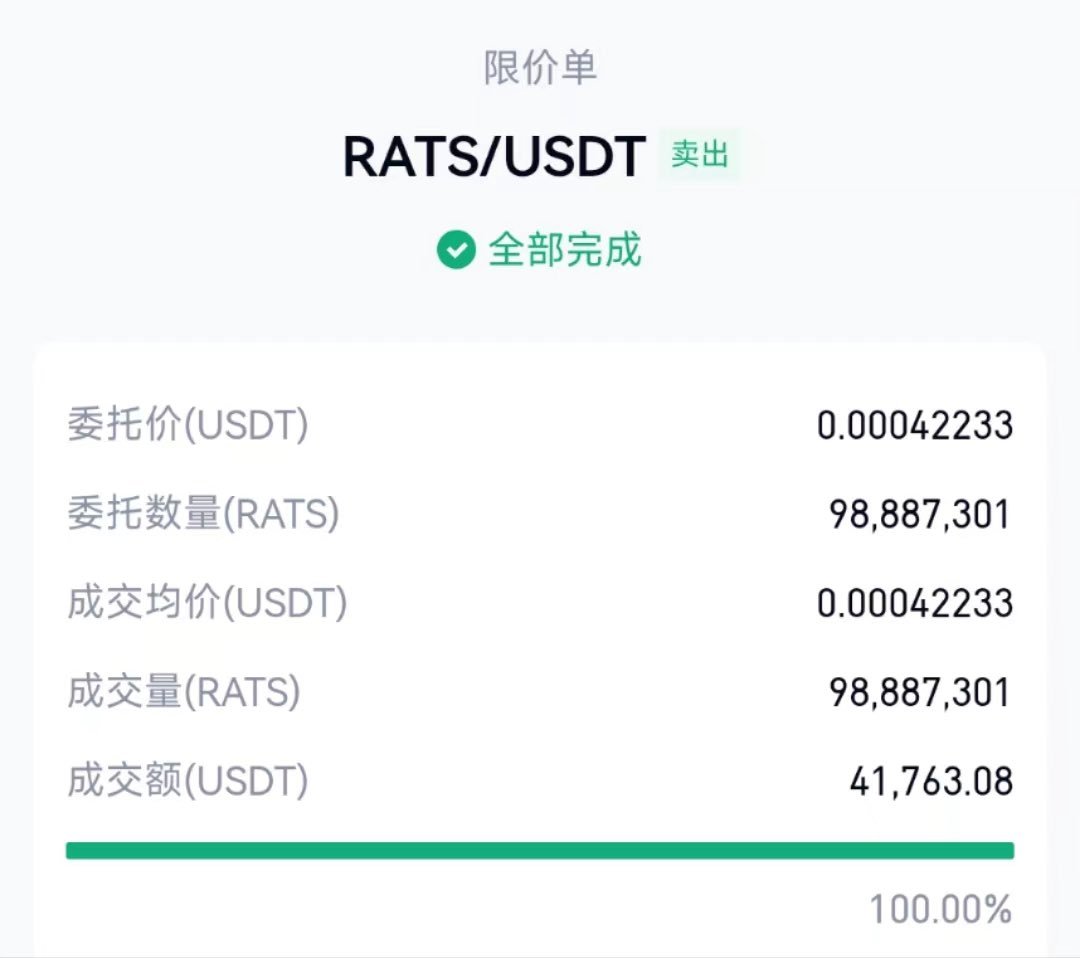 限价单
RATS/USDT 卖出
全部完成
委托价(USDT) 0.00042233
委托数量(RATS) 98,887,301
成交均价(USDT) 0.00042233
成交量(RATS) 98,887,301
成交额(USDT) 41,763.08
100.00%